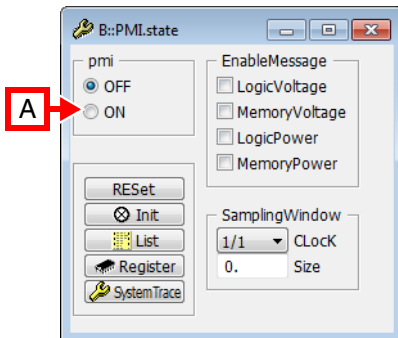 B::PMI.state
pmi
OFF
ON
A
EnableMessage
LogicVoltage
MemoryVoltage
LogicPower
MemoryPower
RESet
Init
List
Register
SystemTrace
SamplingWindow
1/1 CLocK
0. Size